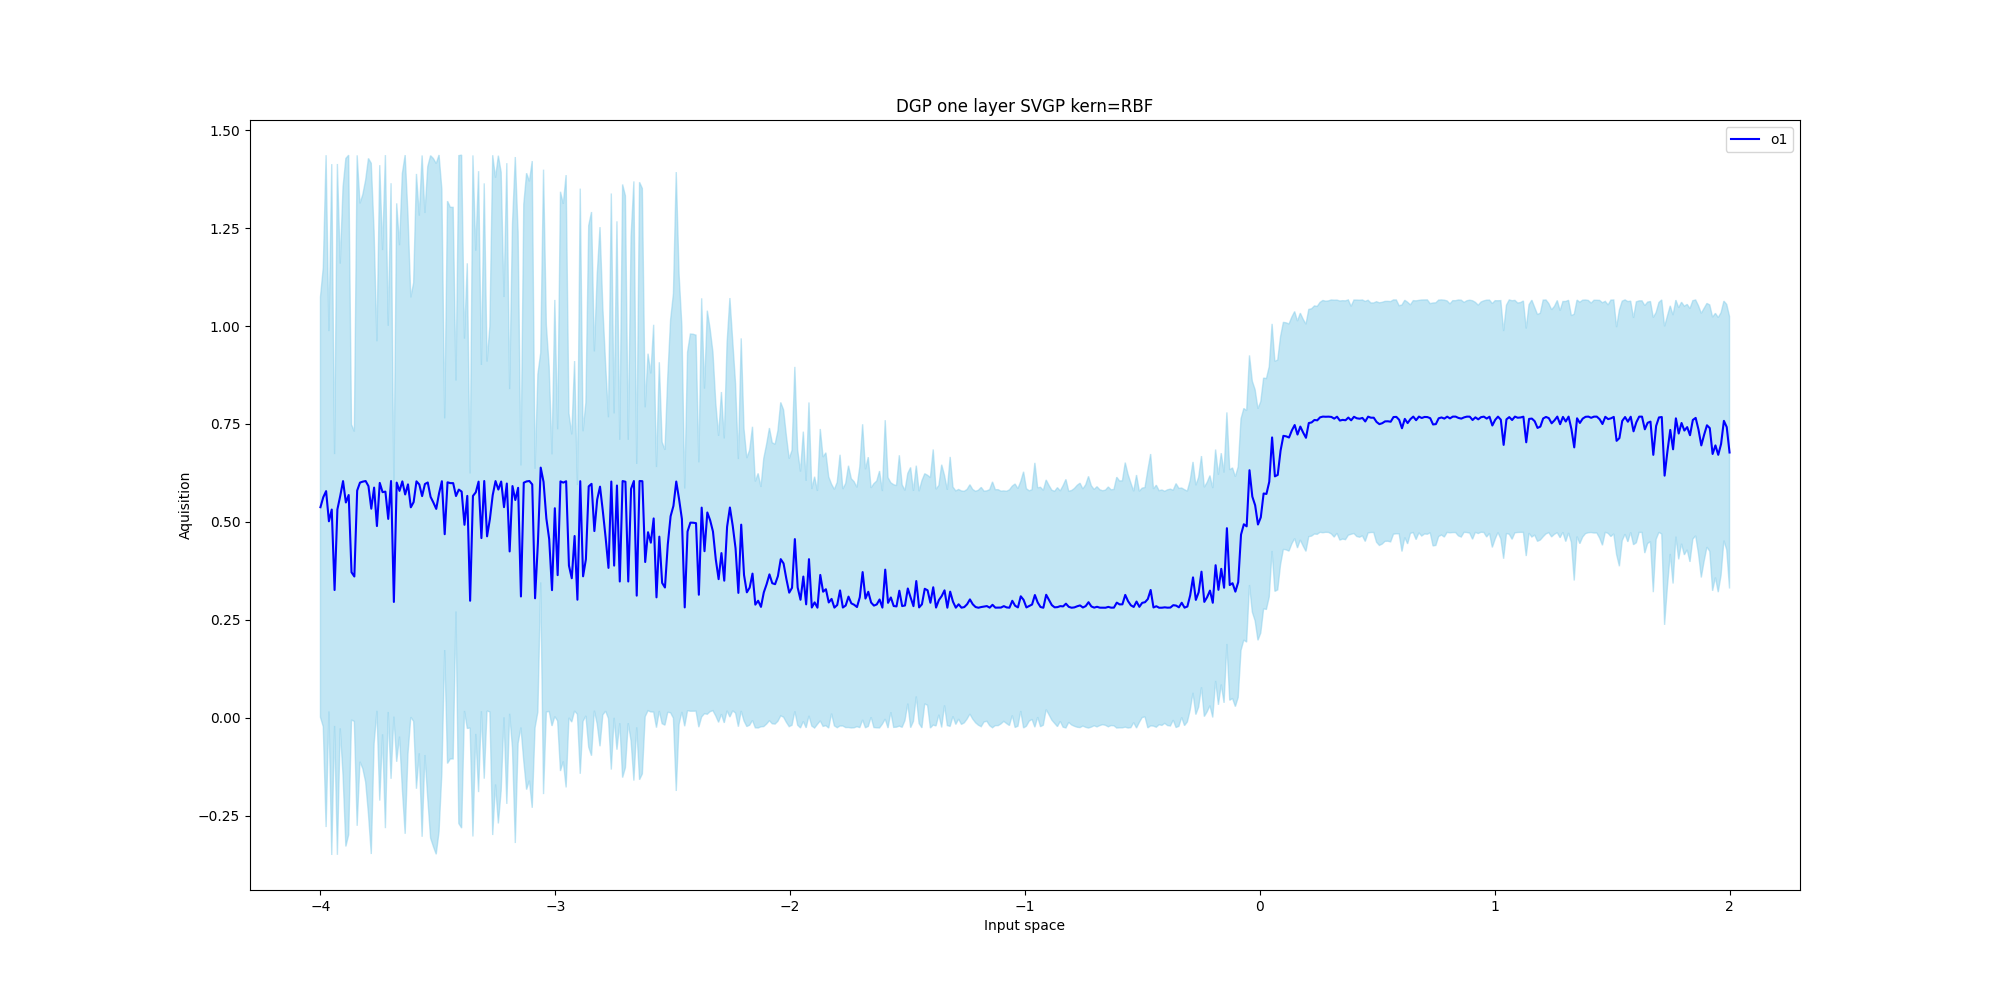 DGP one layer SVGP kern=RBF
o1
1.50
1.25
1.00
0.75
0.50
0.25
0.00
−0.25
Aquisition
−4 −3 −2 −1 0 1 2
Input space